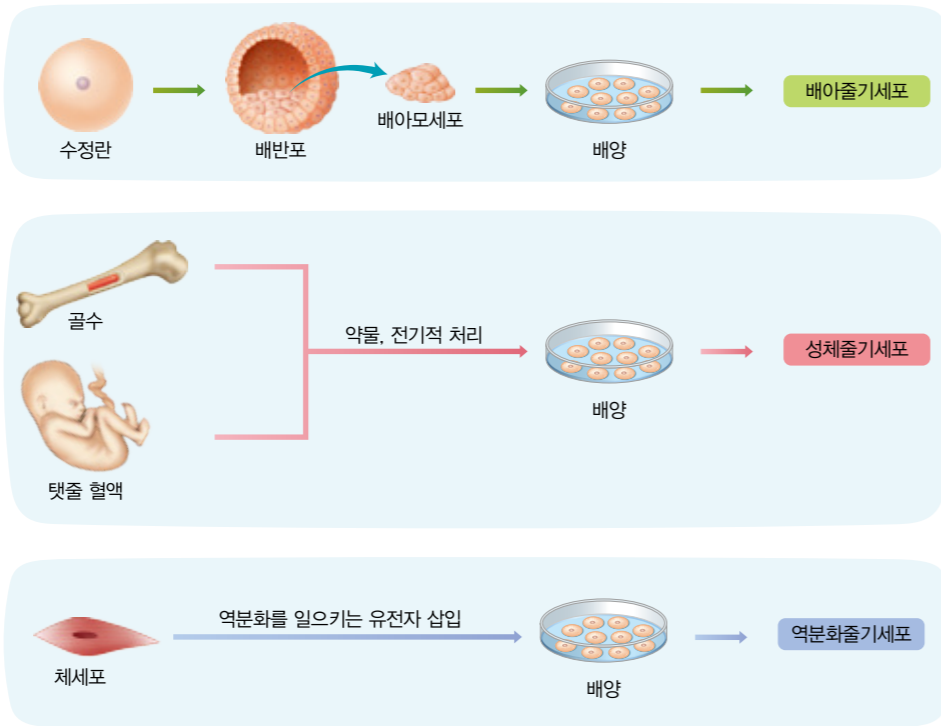 수정란
배반포
배아모세포
배양
배아줄기세포
골수
탯줄 혈액
약물, 전기적 처리
배양
성체줄기세포
체세포
역분화를 일으키는 유전자 삽입
배양
역분화줄기세포